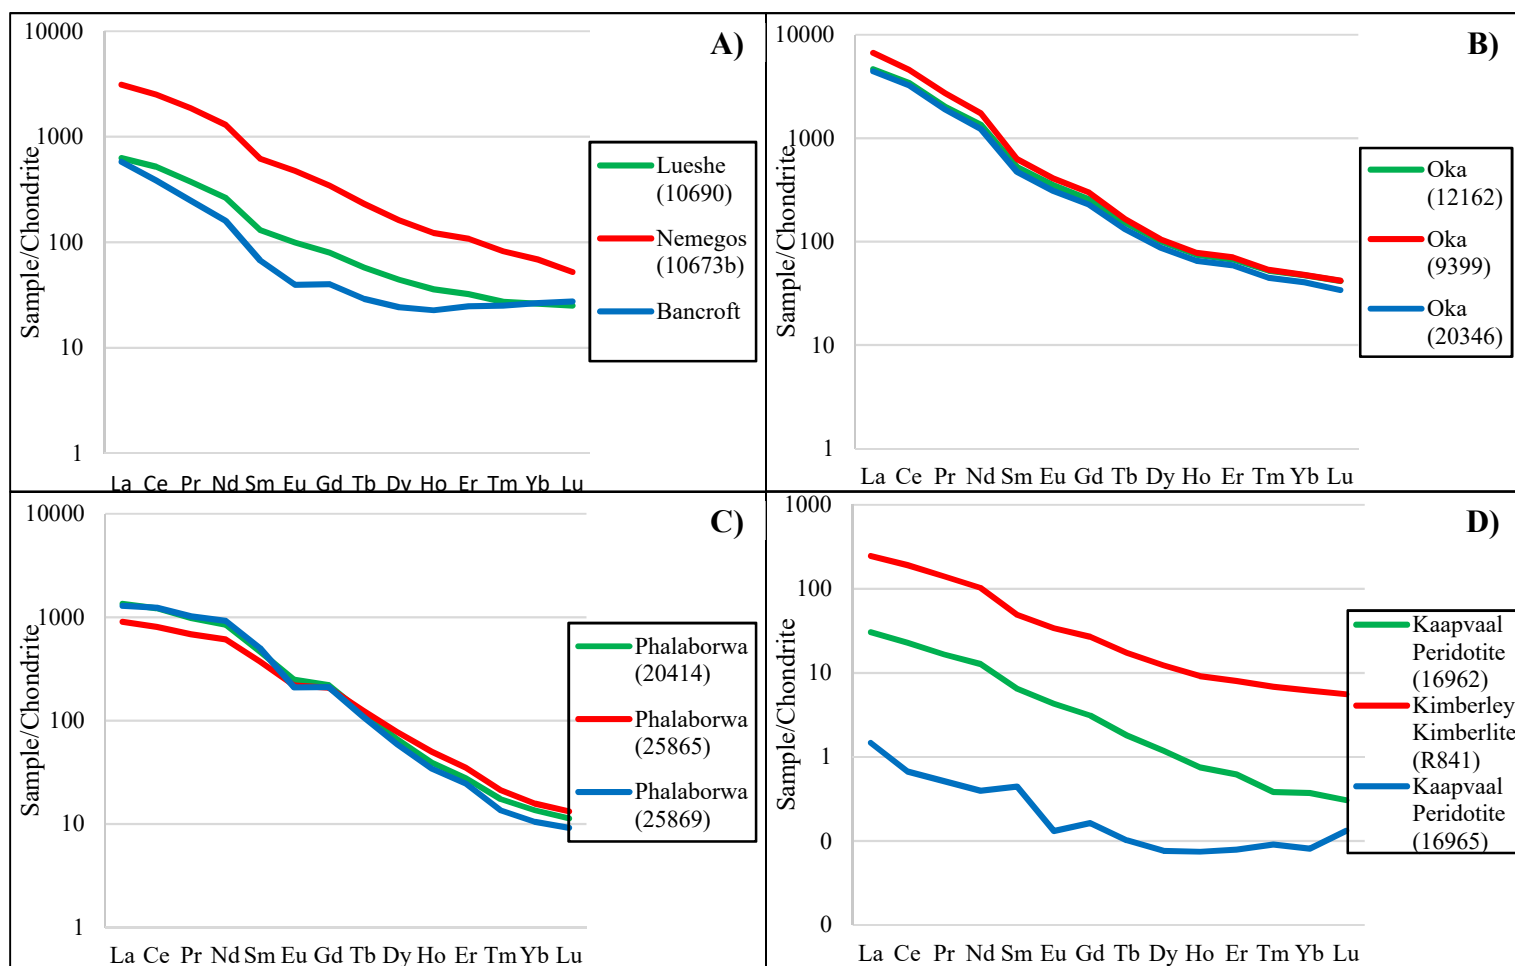 A)
10000
1000
100
10
1
Sample/Chondrite
La Ce Pr Nd Sm Eu Gd Tb Dy Ho Er Tm Yb Lu
Lueshe
(10690)
Nemegos
(10673b)
Bancroft
B)
10000
1000
100
10
1
Sample/Chondrite
La Ce Pr Nd Sm Eu Gd Tb Dy Ho Er Tm Yb Lu
Oka
(12162)
Oka
(9399)
Oka
(20346)
C)
10000
1000
100
10
1
Sample/Chondrite
La Ce Pr Nd Sm Eu Gd Tb Dy Ho Er Tm Yb Lu
Phalaborwa
(20414)
Phalaborwa
(25865)
Phalaborwa
(25869)
D)
1000
100
10
1
0
0
Sample/Chondrite
La Ce Pr Nd Sm Eu Gd Tb Dy Ho Er Tm Yb Lu
Kaapvaal
Peridotite
(16962)
Kimberley
Kimberlite
(R841)
Kaapvaal
Peridotite
(16965)